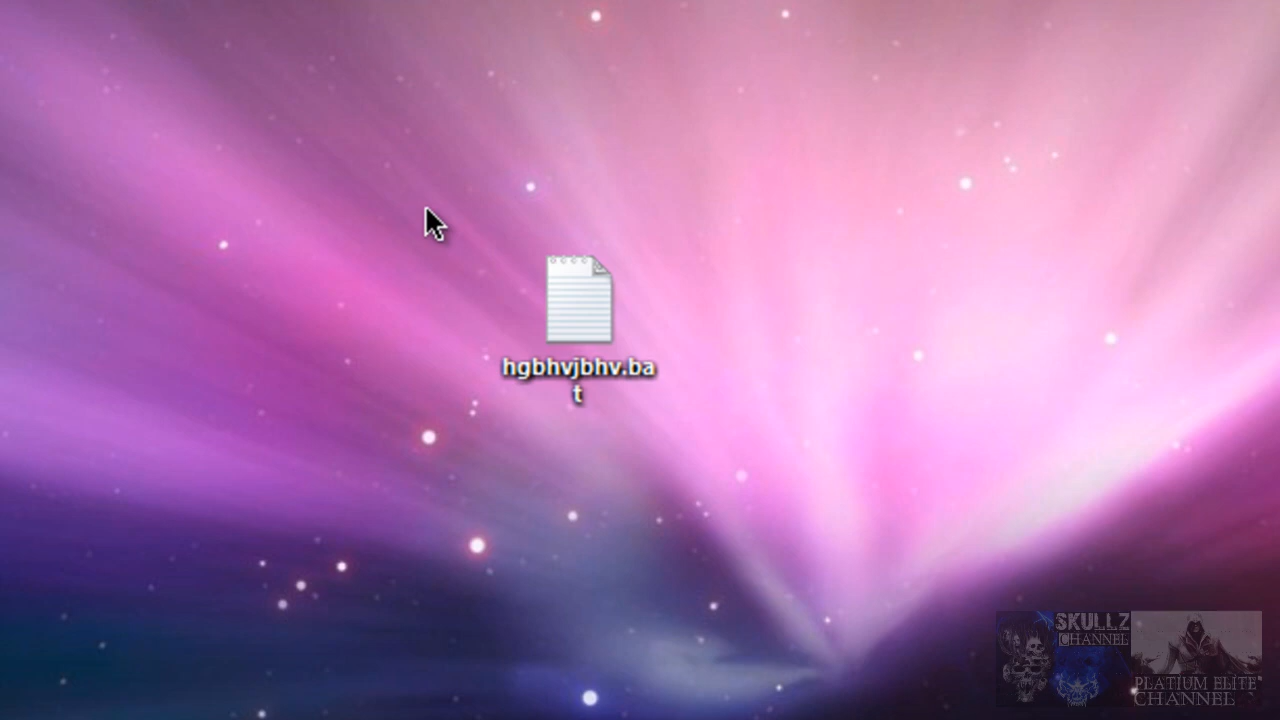 hgbhvjbhv.ba
t
SKULLZ
CHANNEL
PLATIUM ELITE
CHANNEL